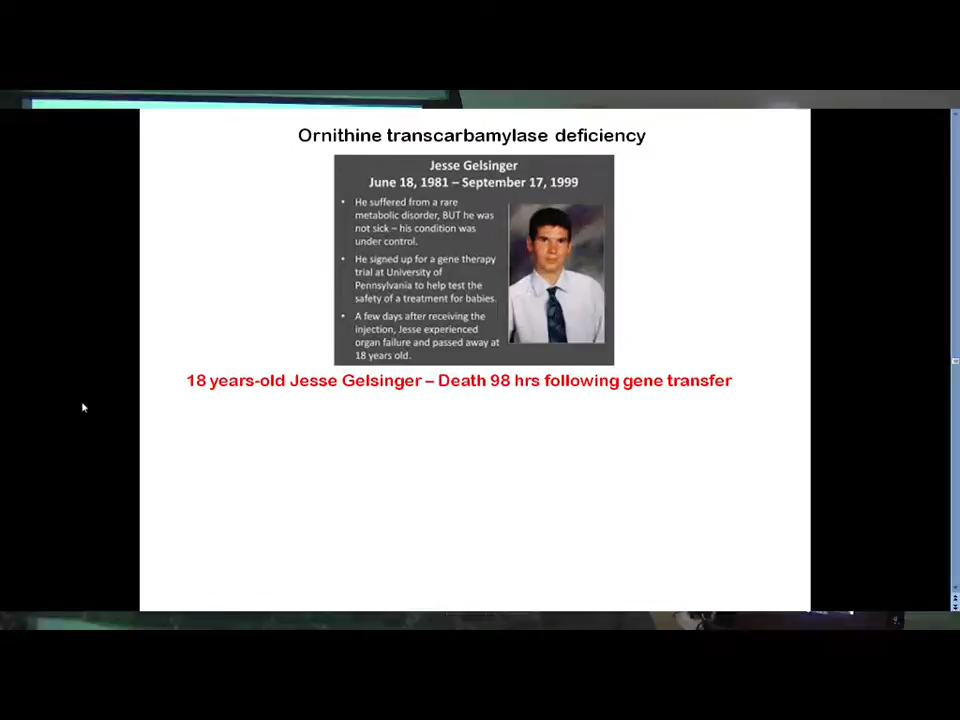 Ornithine transcarbamylase deficiency
Jesse Gelsinger
June 18, 1981 – September 17, 1999
• He suffered from a rare
metabolic disorder, BUT he was
not sick – his condition was
under control.
• He signed up for a gene therapy
trial at University of
Pennsylvania to help test the
safety of a treatment for babies.
• A few days after receiving the
injection, Jesse experienced
organ failure and passed away at
18 years old.
18 years-old Jesse Gelsinger – Death 98 hrs following gene transfer